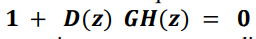 1 + D(z) GH(z) = 0